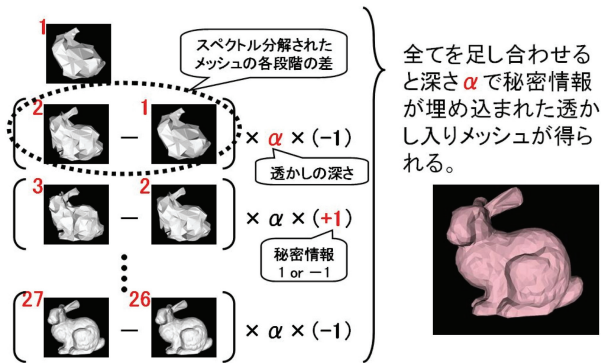 1
スペクトル分解された
メッシュの各段階の差
2 − 1 × α × (−1)
透かしの深さ
3 − 2 × α × (+1)
秘密情報
1 or −1
27 − 26 × α × (−1)
全てを足し合わせる
と深さαで秘密情報
が埋め込まれた透か
し入りメッシュが得ら
れる。